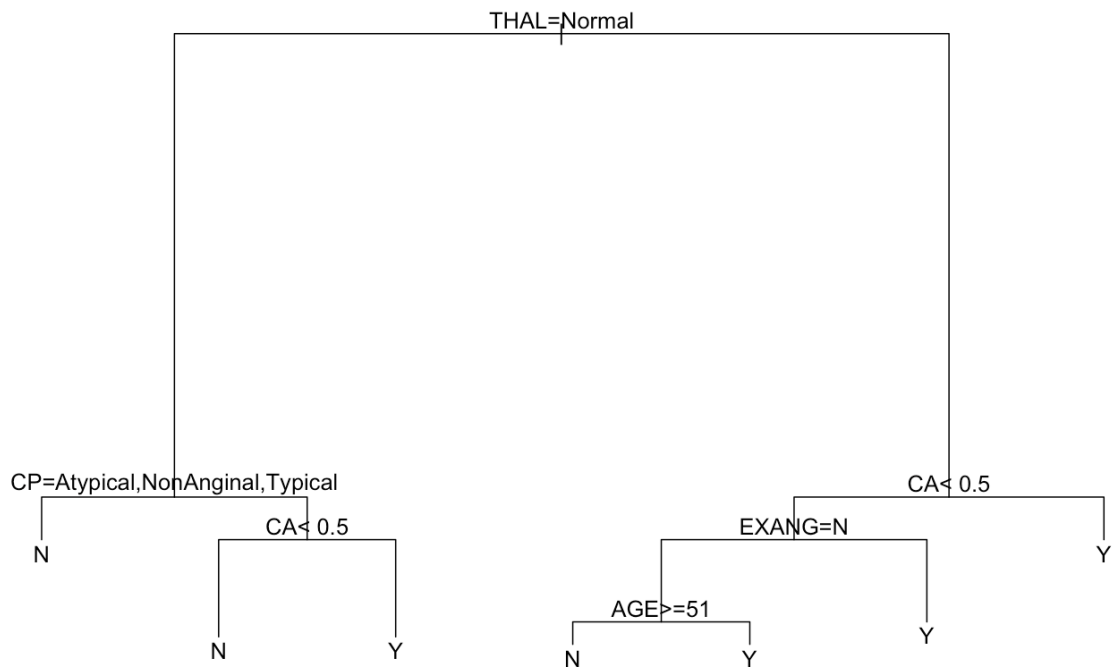 THAL=Normal
CP=Atypical,NonAnginal,Typical
CA< 0.5
N
CA< 0.5
EXANG=N
Y
AGE>=51
Y
N
Y
N
Y